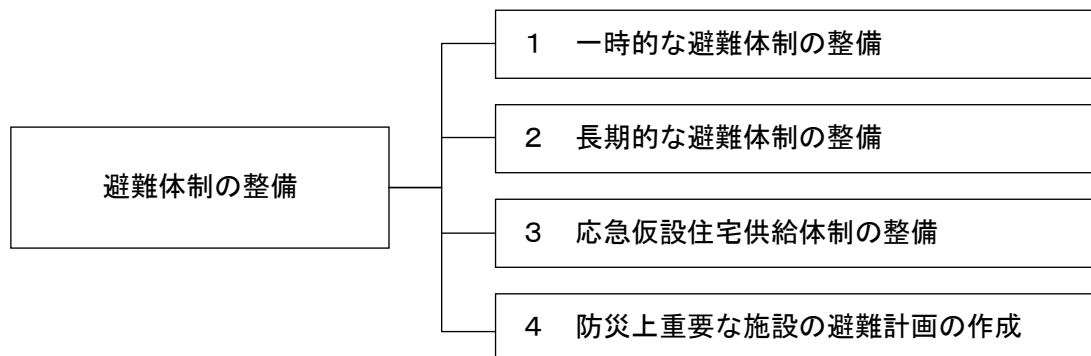 避難体制の整備
１　一時的な避難体制の整備
２　長期的な避難体制の整備
３　応急仮設住宅供給体制の整備
４　防災上重要な施設の避難計画の作成